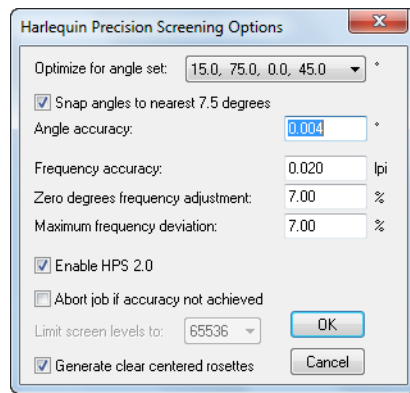 Harlequin Precision Screening Options
Optimize for angle set: 15.0, 75.0, 0.0, 45.0 °
Snap angles to nearest 7.5 degrees
Angle accuracy: 0.004 °
Frequency accuracy: 0.020 lpi
Zero degrees frequency adjustment: 7.00 %
Maximum frequency deviation: 7.00 %
Enable HPS 2.0
Abort job if accuracy not achieved
Limit screen levels to: 65536 OK
Generate clear centered rosettes Cancel